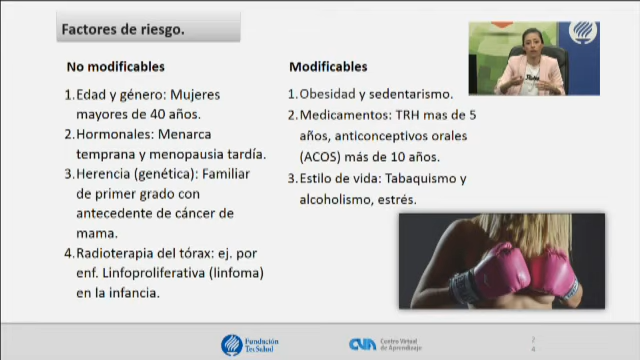 Factores de riesgo.
No modificables
1.Edad y género: Mujeres
mayores de 40 años.
2.Hormonales: Menarca
temprana y menopausia tardía.
3.Herencia (genética): Familiar
de primer grado con
antecedente de cáncer de
mama.
4.Radioterapia del tórax: ej. por
enf. Linfoproliferativa (linfoma)
en la infancia.
Modificables
1.Obesidad y sedentarismo.
2.Medicamentos: TRH mas de 5
años, anticonceptivos orales
(ACOS) más de 10 años.
3.Estilo de vida: Tabaquismo y
alcoholismo, estrés.
Fundación
TecSalud
CVA
Centro Virtual
de Aprendizaje
2
4